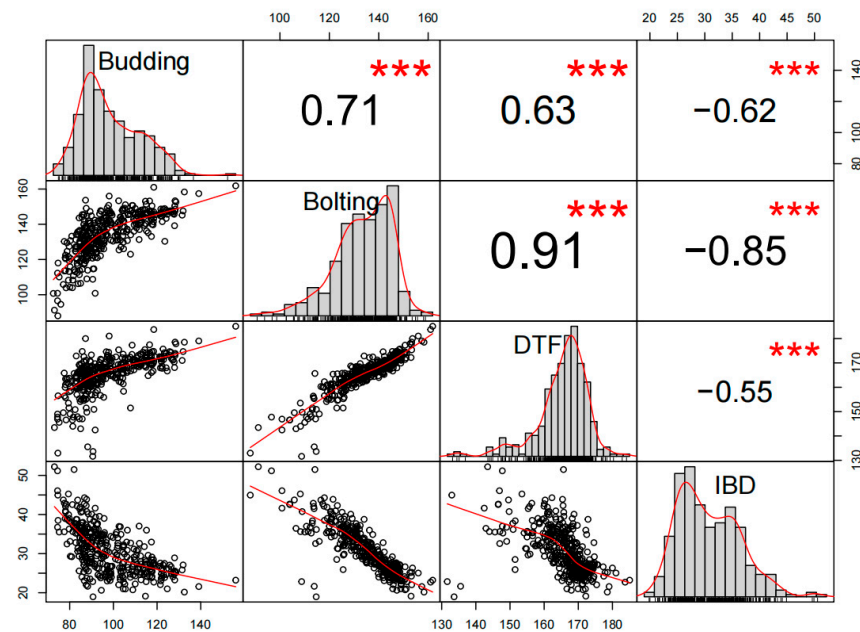 100 120 140 160 20 25 30 35 40 45 50
Budding *** *** ***
0.71 0.63 −0.62
80 100 140
100 120 140 160
Bolting *** ***
0.91 −0.85
DTF ***
−0.55
130 150 170
20 30 40 50
IBD
80 100 120 140 130 140 150 160 170 180